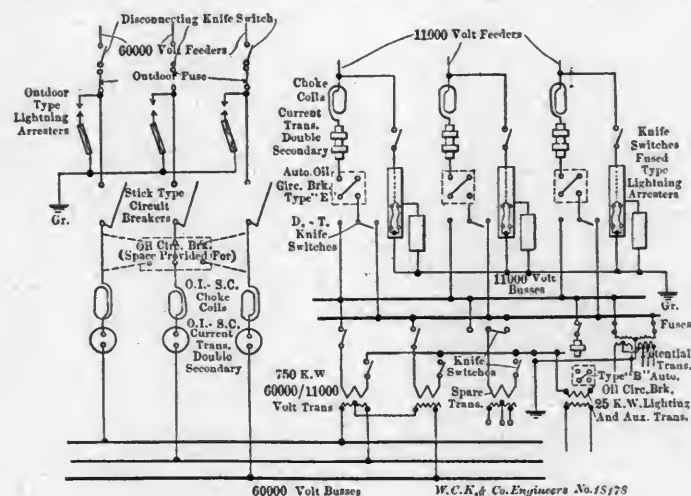 Disconnecting Knife Switch
60000 Volt Feeders
Outdoor Fuse
Outdoor
Type
Lightning
Arresters
Gr.
Stick Type
Circuit
Breakers
Oil Circ. Brk.
(Space Provided For)
O.I.-S.C.
Choke
Coils
O.I.-S.C.
Current
Trans.
Double
Secondary
11000 Volt Feeders
Choke
Coils
Current
Trans.
Double
Secondary
Auto. Oil
Circ. Brk.
Type "E"
D.-T.
Knife
Switches
Knife
Switches
Fused
Type
Lightning
Arresters
11000 Volt
Busses
Gr.
Fuses
Potential
Trans.
Knife
Switches
Spare
Trans.
Type "B" Auto.
Oil Circ. Brk.
25 K.W. Lighting
And Aux. Trans.
750 K.W
60000/11000
Volt Trans
60000 Volt Busses
W.C.K. & Co. Engineers No. 18178